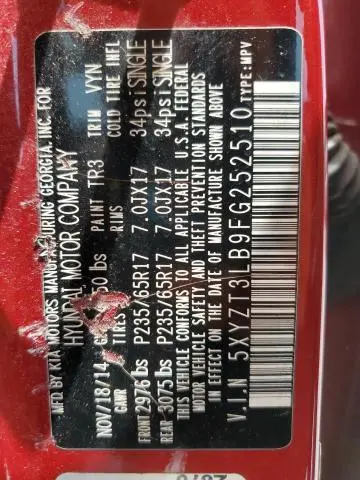 MFD BY KIA MOTORS MANUFACTURING GEORGIA, INC. FOR
HYUNDAI MOTOR COMPANY
NOV/18/14 50 lbs PAINT TR3 TRIM VYN
GAWR TIRES RIMS COLD TIRE INFL
FRONT 2976 lbs P235/65R17 7.0JX17 34psi SINGLE
REAR 3075 lbs P235/65R17 7.0JX17 34psi SINGLE
THIS VEHICLE CONFORMS TO ALL APPLICABLE U.S.A. FEDERAL
MOTOR VEHICLE SAFETY AND THEFT PREVENTION STANDARDS
IN EFFECT ON THE DATE OF MANUFACTURE SHOWN ABOVE
V.I.N 5XYZT3LB9FG252510 TYPE:MPV